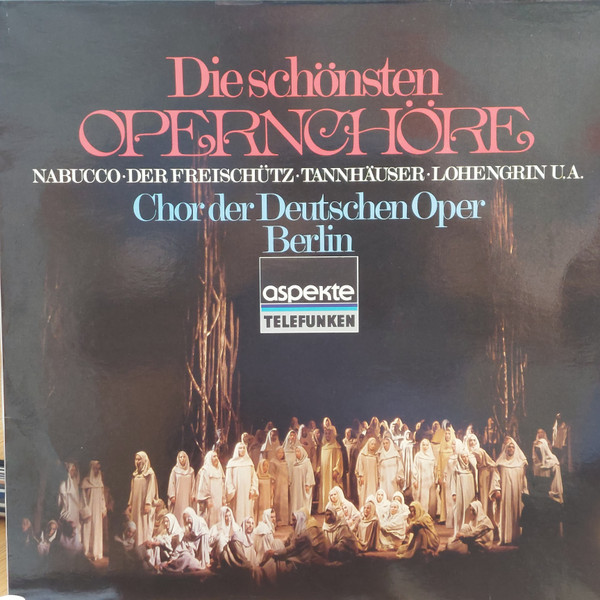 Die schönsten
OPERNCHÖRE
NABUCCO·DER FREISCHÜTZ·TANNHÄUSER·LOHENGRIN U.A.
Chor der Deutschen Oper
Berlin
aspekte
TELEFUNKEN